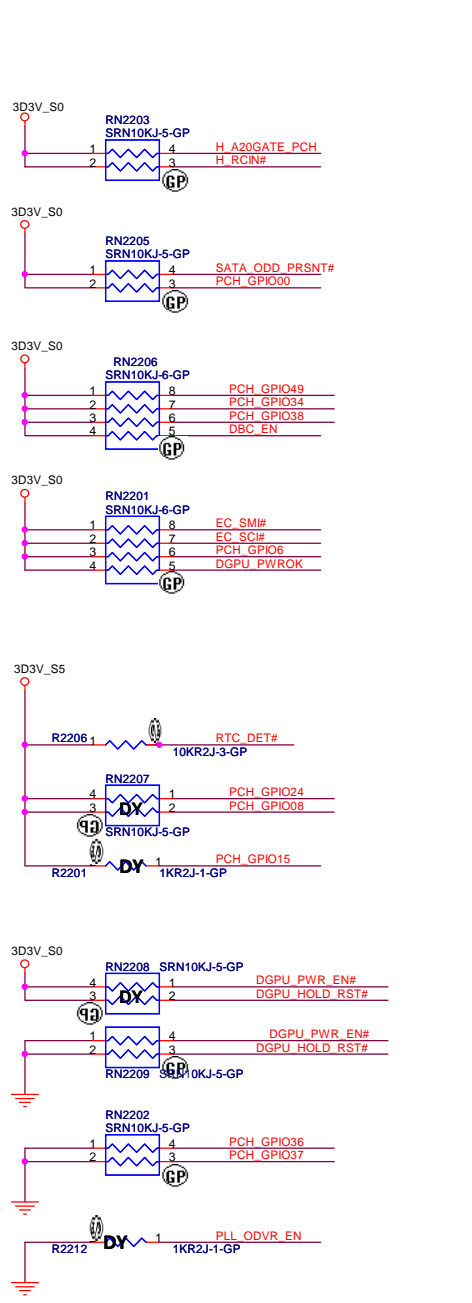 3D3V_S0
RN2203
SRN10KJ-5-GP
1 4 H_A20GATE_PCH
2 3 H_RCIN#
GP
3D3V_S0
RN2205
SRN10KJ-5-GP
1 4 SATA_ODD_PRSNT#
2 3 PCH_GPIO00
GP
3D3V_S0
RN2206
SRN10KJ-6-GP
1 8 PCH_GPIO49
2 7 PCH_GPIO34
3 6 PCH_GPIO38
4 5 DBC_EN
GP
3D3V_S0
RN2201
SRN10KJ-6-GP
1 8 EC_SMI#
2 7 EC_SCI#
3 6 PCH_GPIO6
4 5 DGPU_PWROK
GP
3D3V_S5
R2206 1 RTC_DET#
10KR2J-3-GP
RN2207
4 1 PCH_GPIO24
3 DY 2 PCH_GPIO08
GP SRN10KJ-5-GP
2 DY 1 PCH_GPIO15
R2201 1KR2J-1-GP
3D3V_S0
RN2208 SRN10KJ-5-GP
4 1 DGPU_PWR_EN#
3 DY 2 DGPU_HOLD_RST#
GP
1 4 DGPU_PWR_EN#
2 3 DGPU_HOLD_RST#
GP
RN2209 SRN10KJ-5-GP
RN2202
SRN10KJ-5-GP
1 4 PCH_GPIO36
2 3 PCH_GPIO37
GP
2 DY 1 PLL_ODVR_EN
R2212 1KR2J-1-GP